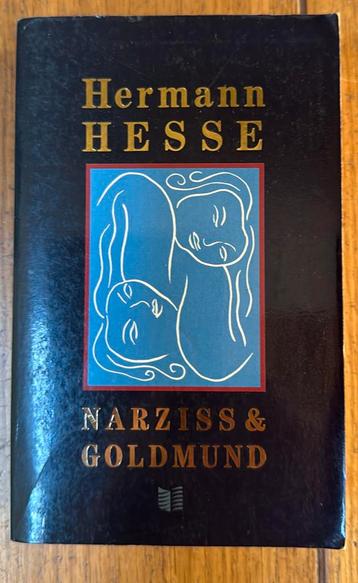 Hermann
HESSE
NARZISS &
GOLDMUND